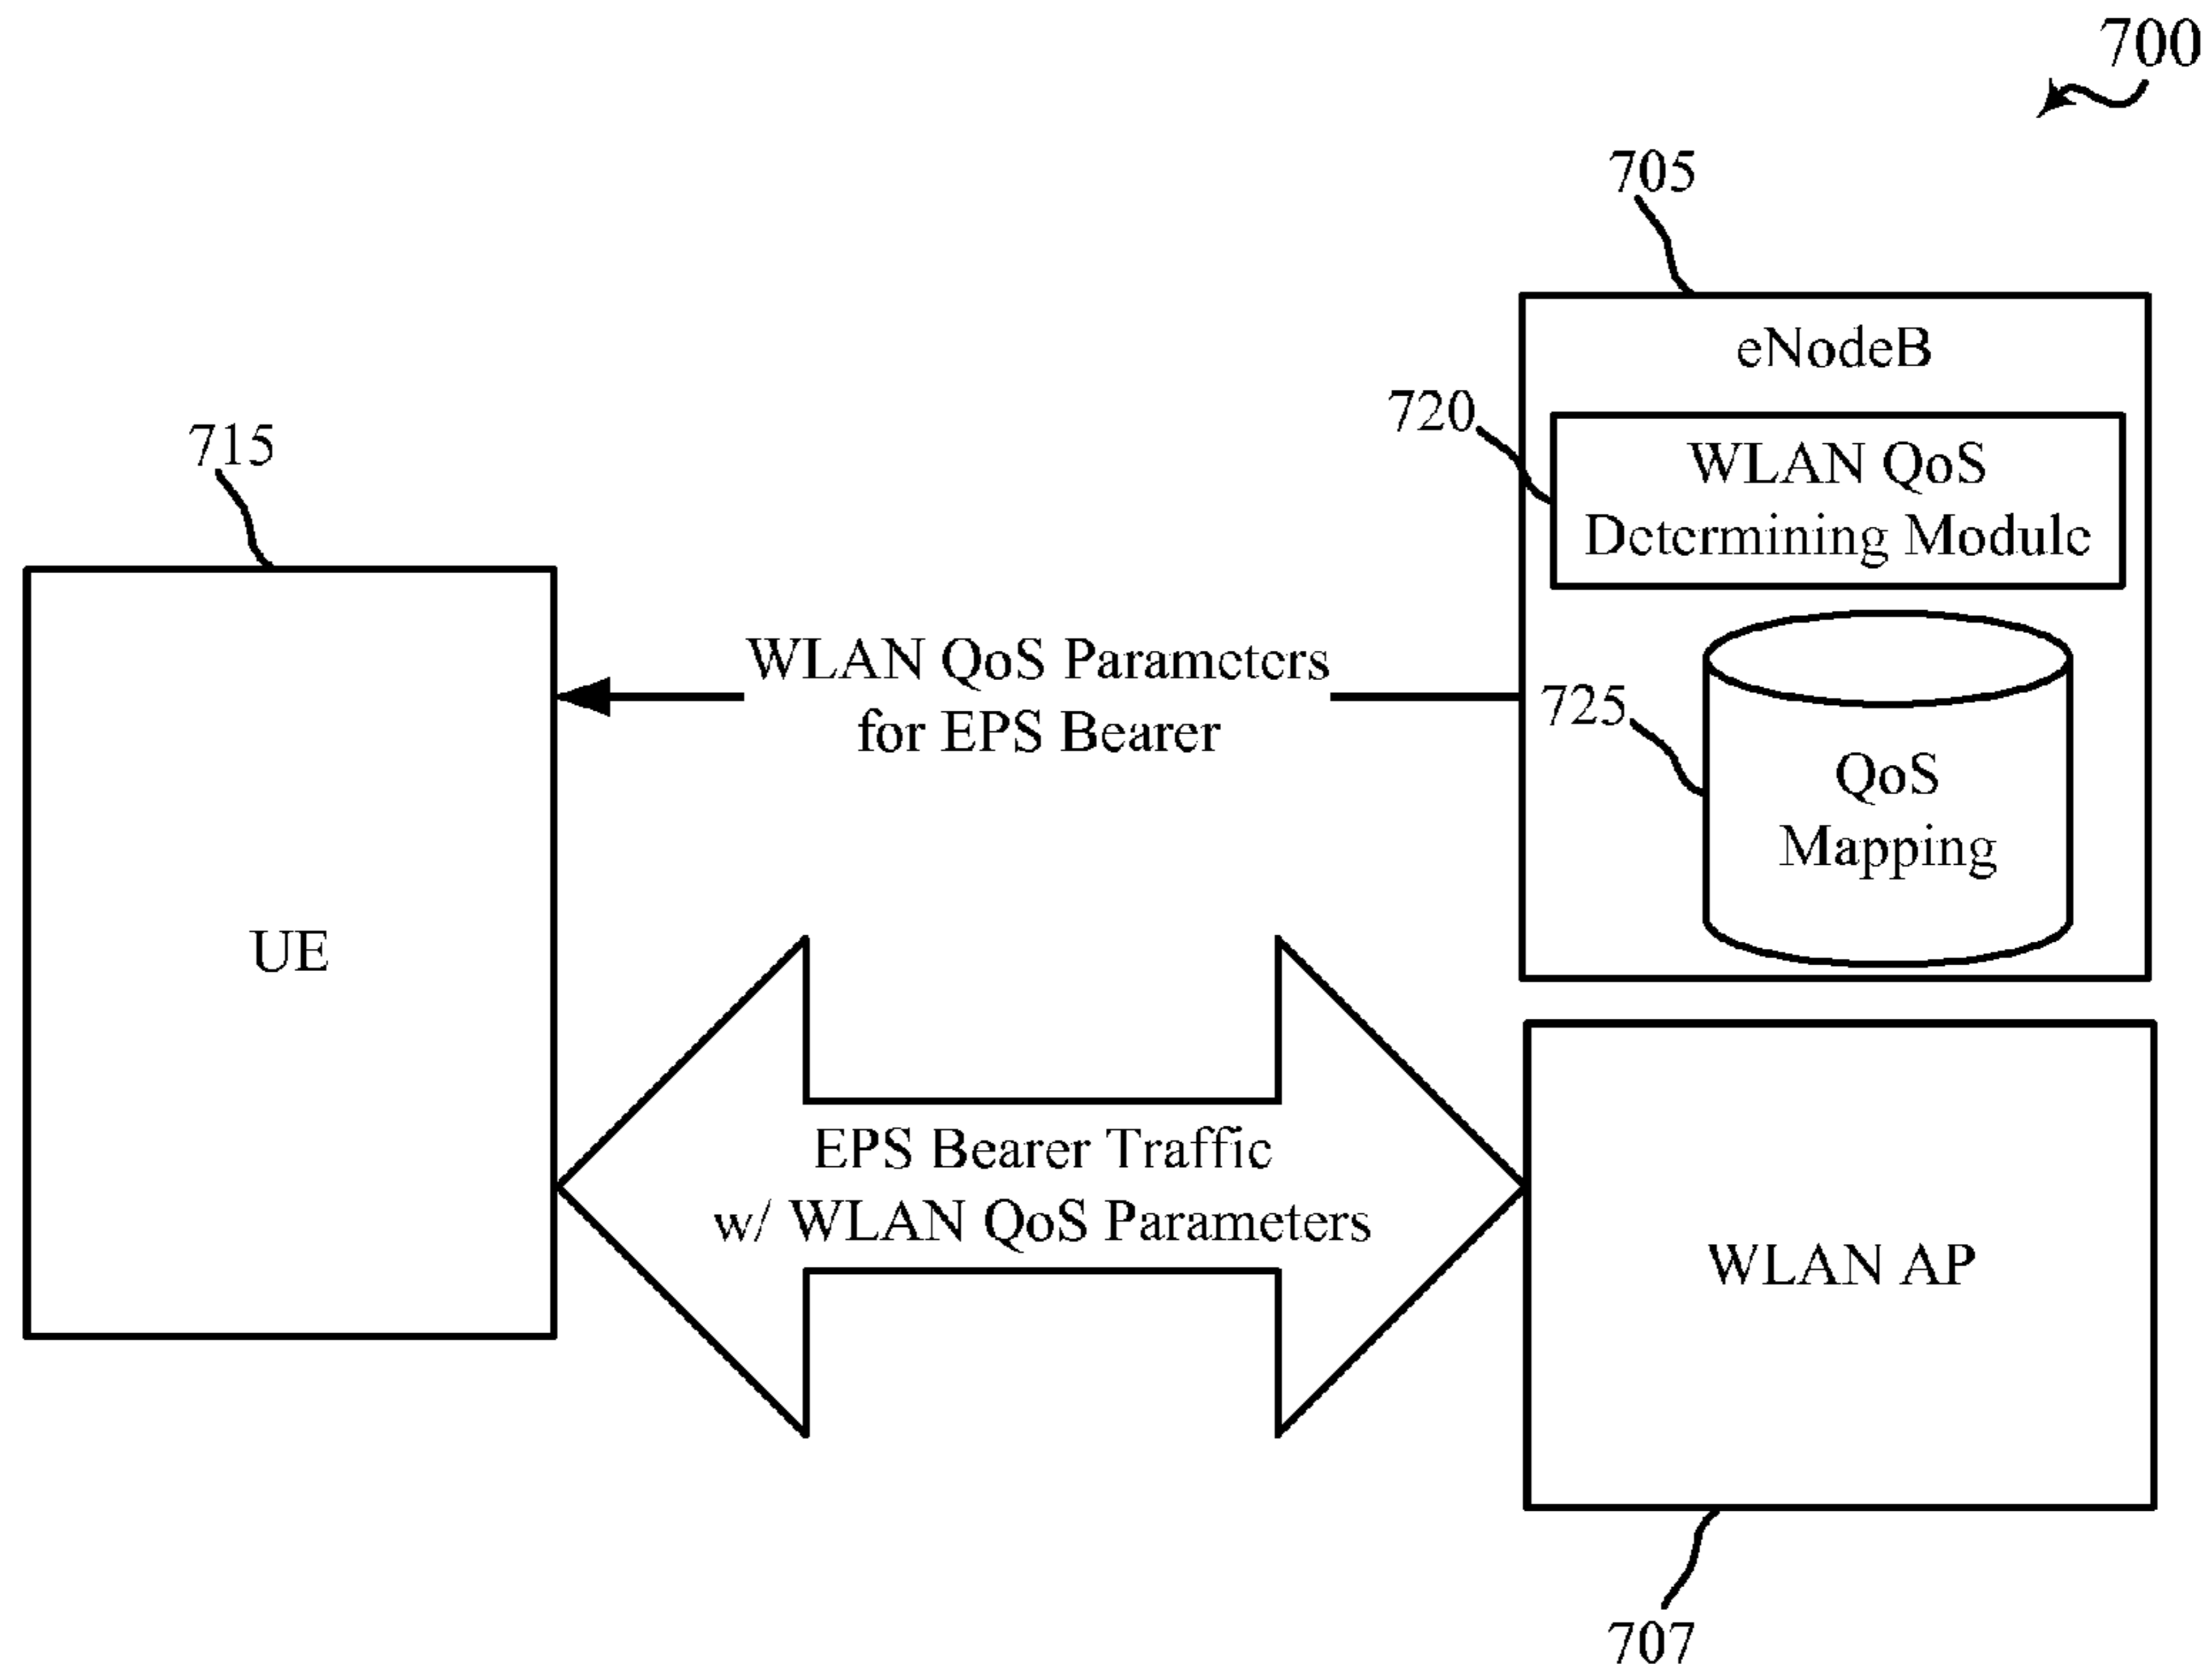 700
705
eNodeB
720
WLAN QoS
Determining Module
715
WLAN QoS Parameters
for EPS Bearer
725
QoS
Mapping
UE
EPS Bearer Traffic
w/ WLAN QoS Parameters
WLAN AP
707